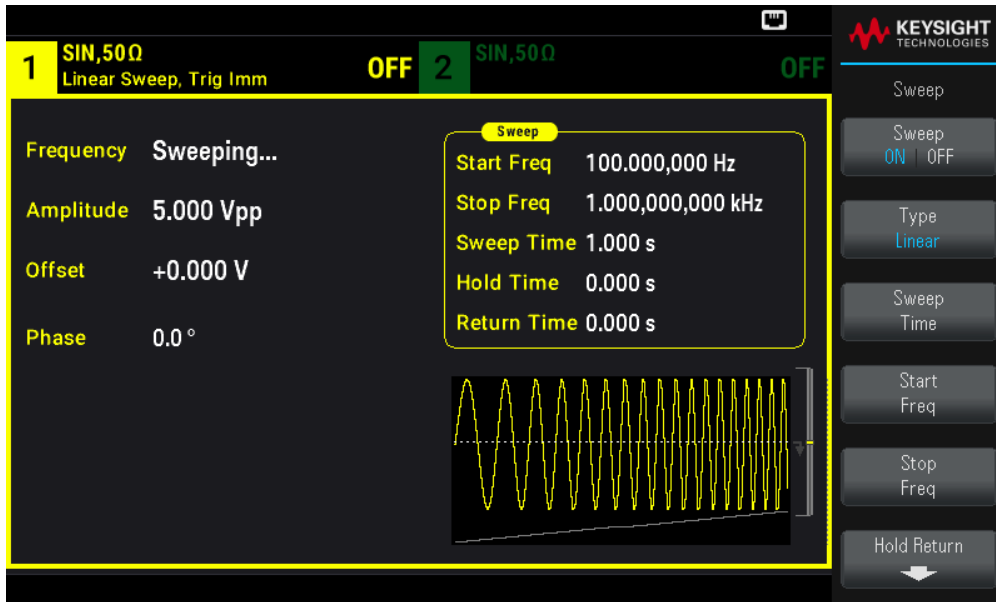 1 SIN,50Ω OFF 2 SIN,50Ω OFF
Linear Sweep, Trig Imm
Frequency Sweeping...
Amplitude 5.000 Vpp
Offset +0.000 V
Phase 0.0 °
Sweep
Start Freq 100.000,000 Hz
Stop Freq 1.000,000,000 kHz
Sweep Time 1.000 s
Hold Time 0.000 s
Return Time 0.000 s
KEYSIGHT
TECHNOLOGIES
Sweep
Sweep
ON | OFF
Type
Linear
Sweep
Time
Start
Freq
Stop
Freq
Hold Return